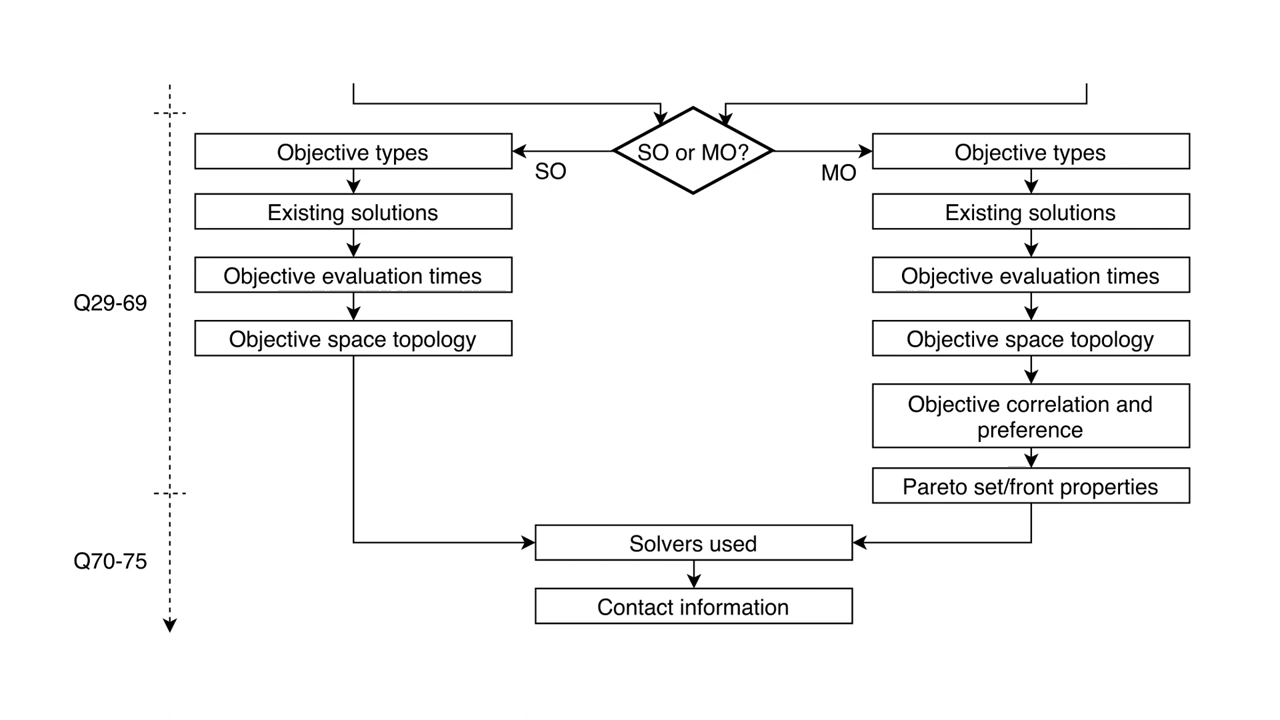 SO or MO?
SO
MO
Objective types
Existing solutions
Objective evaluation times
Objective space topology
Objective types
Existing solutions
Objective evaluation times
Objective space topology
Objective correlation and
preference
Pareto set/front properties
Q29-69
Solvers used
Contact information
Q70-75